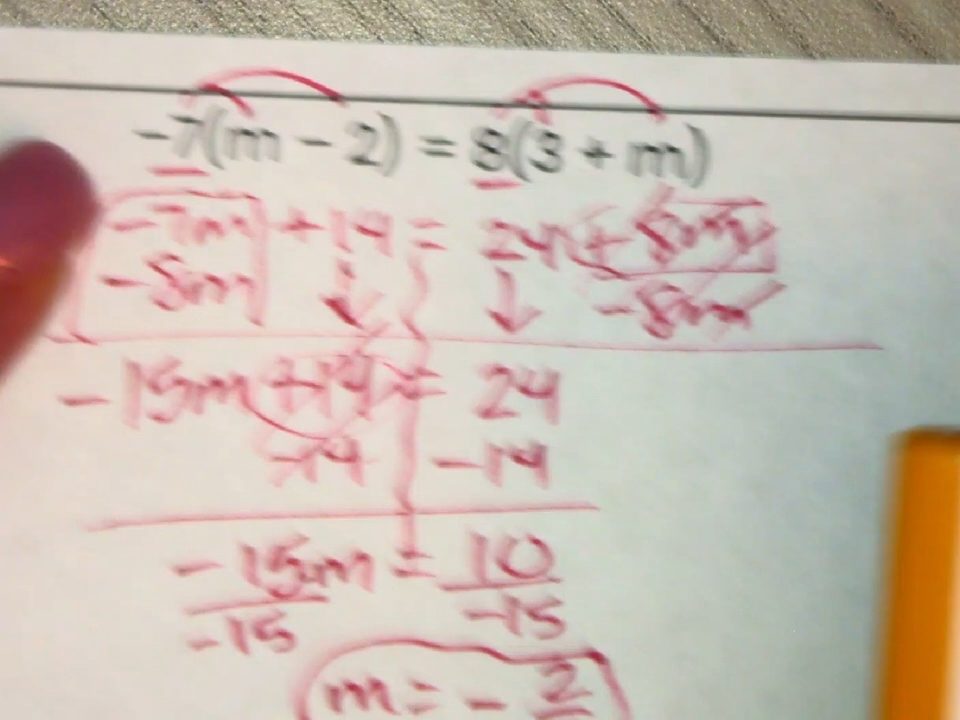 -7(m - 2) = 8(3 + m)
-7m + 14 = 24 + 8m
-8m -8m
-15m + 14 = 24
-14 -14
-15m = 10
-15 -15
m = - 2